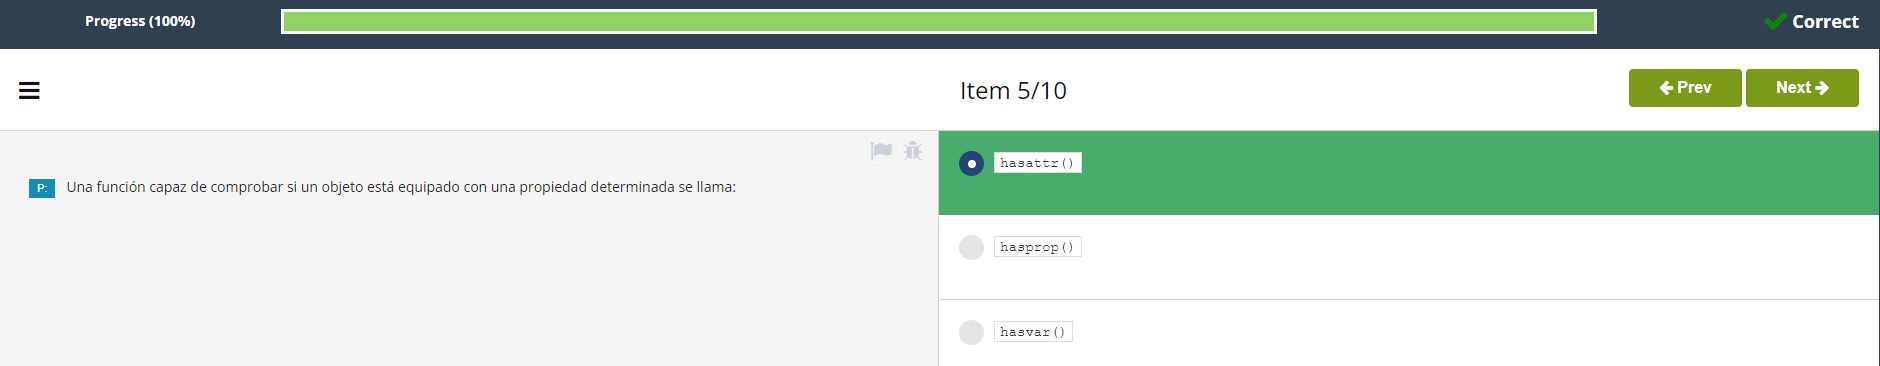 Progress (100%)
Correct
Item 5/10
Prev
Next
P:
Una función capaz de comprobar si un objeto está equipado con una propiedad determinada se llama:
hasattr()
hasprop()
hasvar()